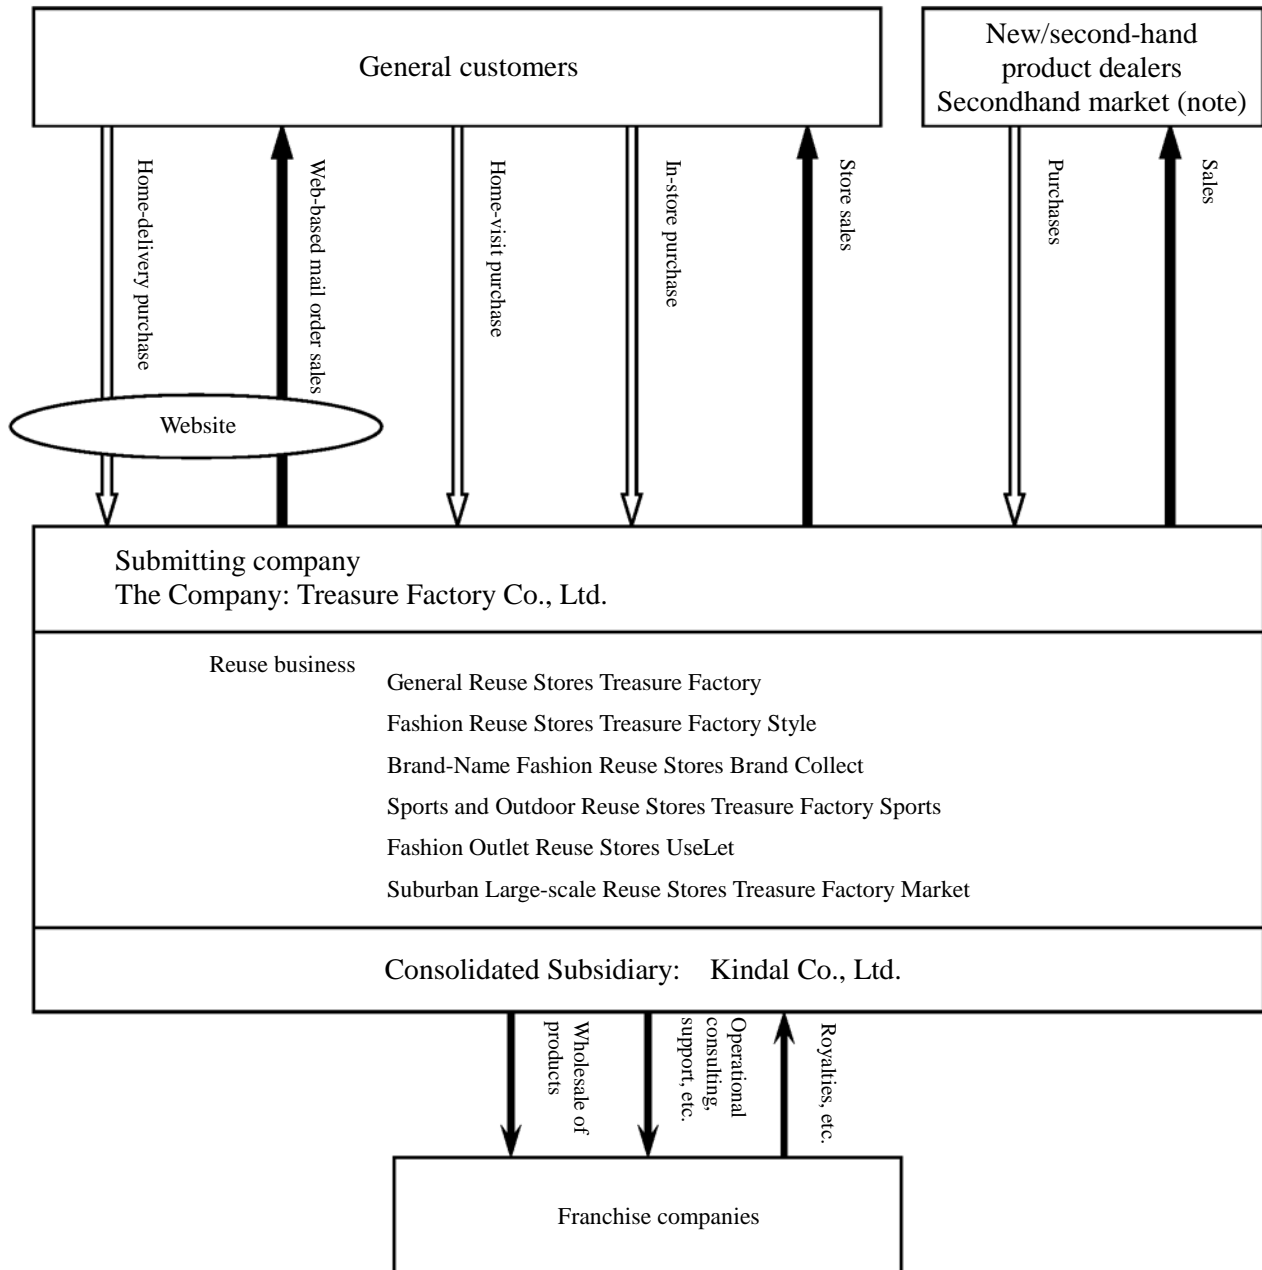 General customers
New/second-hand
product dealers
Secondhand market (note)
Home-delivery purchase
Web-based mail order sales
Home-visit purchase
In-store purchase
Store sales
Purchases
Sales
Website
Submitting company
The Company: Treasure Factory Co., Ltd.
Reuse business
General Reuse Stores Treasure Factory
Fashion Reuse Stores Treasure Factory Style
Brand-Name Fashion Reuse Stores Brand Collect
Sports and Outdoor Reuse Stores Treasure Factory Sports
Fashion Outlet Reuse Stores UseLet
Suburban Large-scale Reuse Stores Treasure Factory Market
Consolidated Subsidiary: Kindal Co., Ltd.
Wholesale of
products
Operational
consulting,
support, etc.
Royalties, etc.
Franchise companies